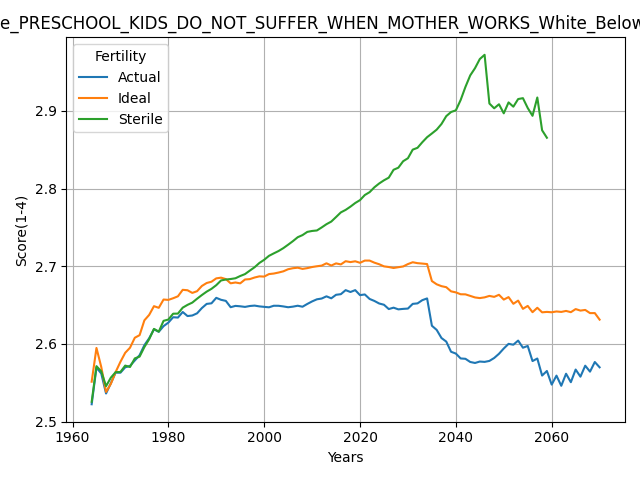 e_PRESCHOOL_KIDS_DO_NOT_SUFFER_WHEN_MOTHER_WORKS_White_Below
Fertility
Actual
Ideal
Sterile
Score(1-4)
2.9
2.8
2.7
2.6
2.5
1960 1980 2000 2020 2040 2060
Years